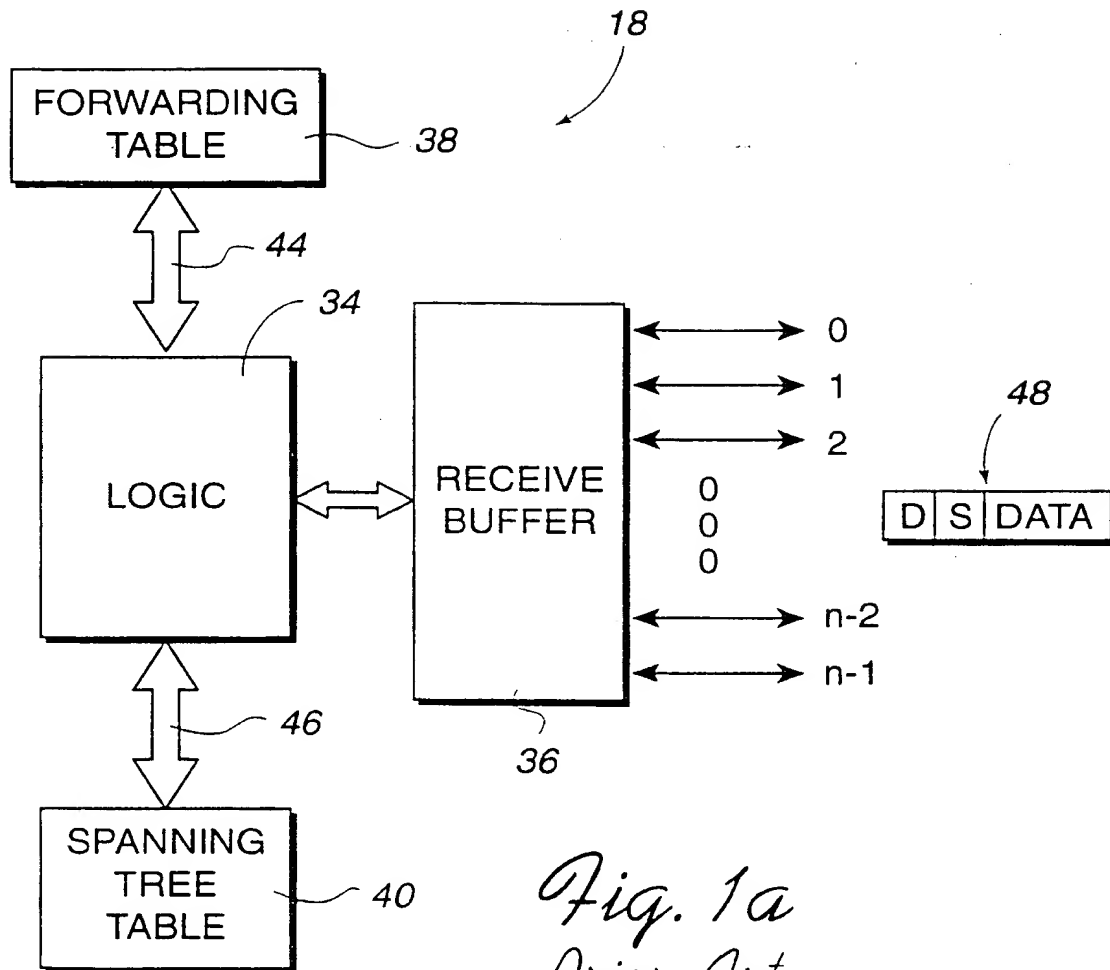 18
FORWARDING
TABLE
38
44
34
0
1
2
48
LOGIC
RECEIVE
BUFFER
0
0
0
D S DATA
n-2
n-1
46
36
SPANNING
TREE
TABLE
40
Fig. 1a
Prior Art